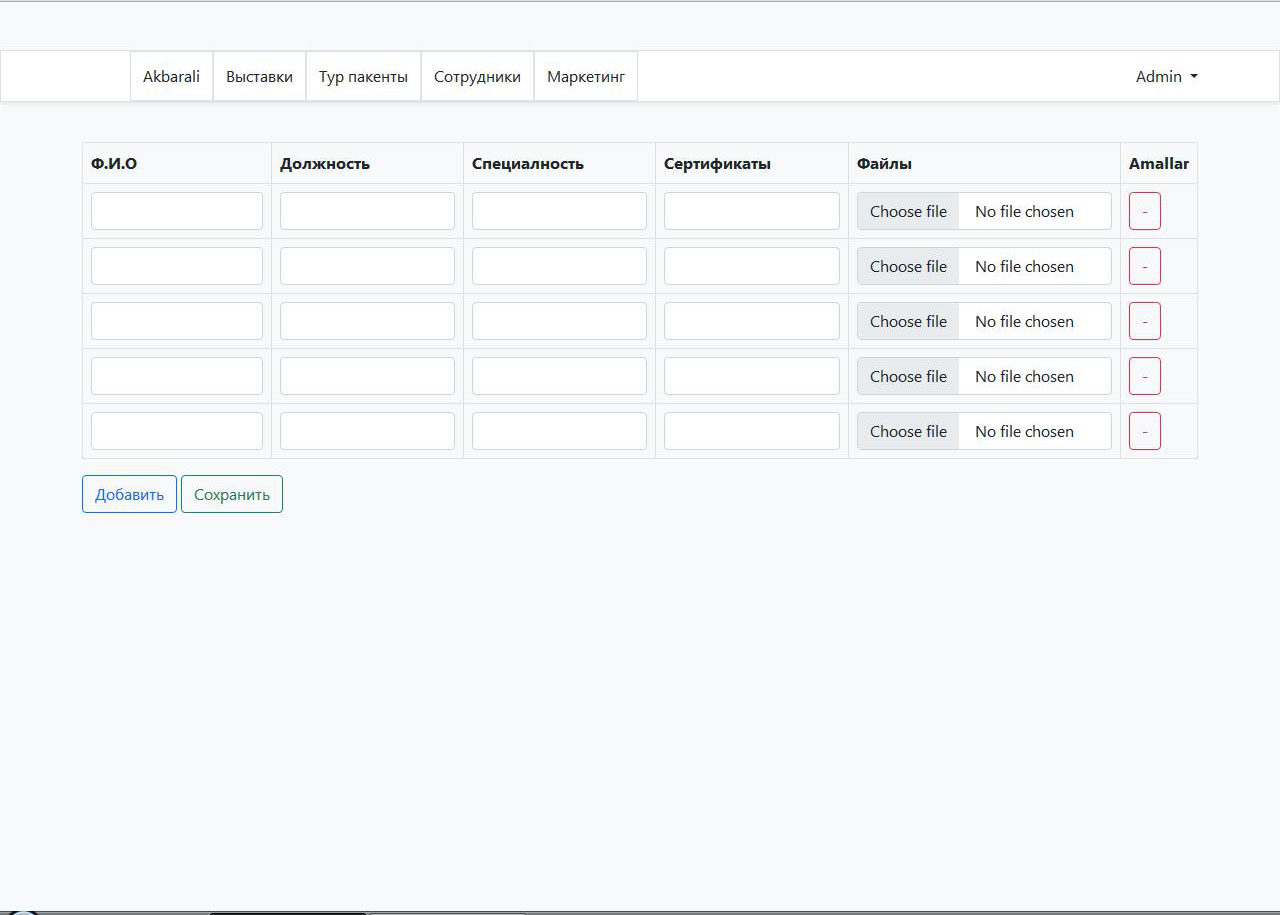 Akbarali Выставки Тур пакенты Сотрудники Маркетинг Admin
Ф.И.О Должность Специалность Сертификаты Файлы Amallar
Choose file No file chosen -
Choose file No file chosen -
Choose file No file chosen -
Choose file No file chosen -
Choose file No file chosen -
Добавить Сохранить